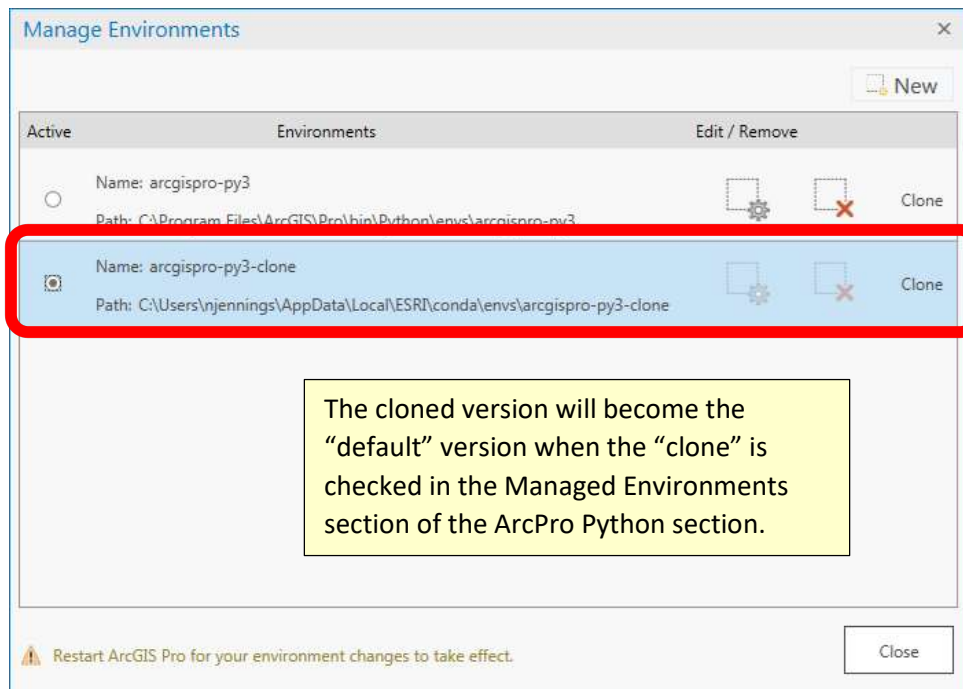 Manage Environments
New
Active Environments Edit / Remove
Name: arcgispro-py3
Clone
Path: C:\Program Files\ArcGIS\Pro\bin\Python\envs\arcgispro-py3
Name: arcgispro-py3-clone
Clone
Path: C:\Users\njennings\AppData\Local\ESRI\conda\envs\arcgispro-py3-clone
The cloned version will become the
“default” version when the “clone” is
checked in the Managed Environments
section of the ArcPro Python section.
Restart ArcGIS Pro for your environment changes to take effect.
Close